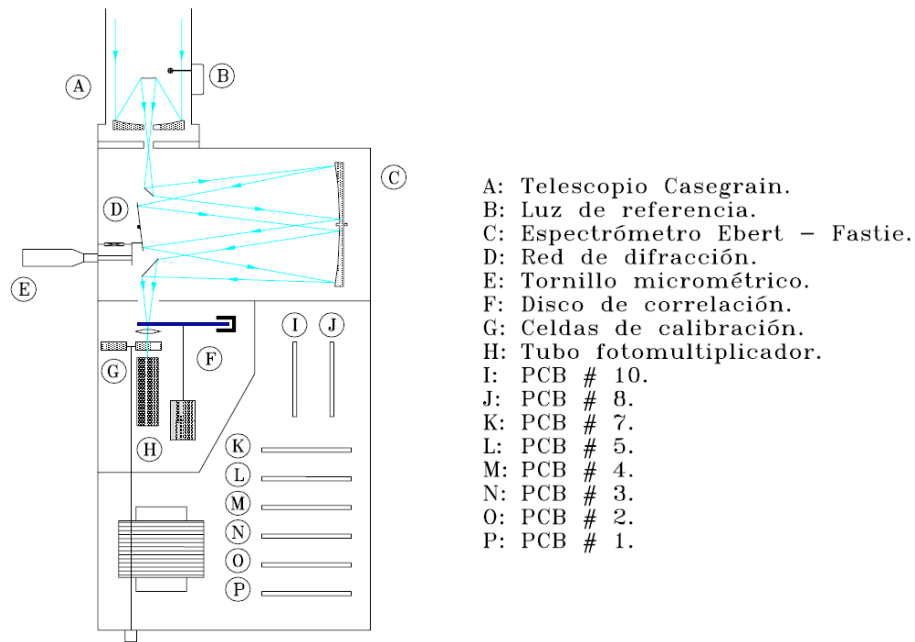 A
B
C
D
E
F
G
H
I
J
K
L
M
N
O
P
A: Telescopio Casegrain.
B: Luz de referencia.
C: Espectrómetro Ebert – Fastie.
D: Red de difracción.
E: Tornillo micrométrico.
F: Disco de correlación.
G: Celdas de calibración.
H: Tubo fotomultiplicador.
I: PCB # 10.
J: PCB # 8.
K: PCB # 7.
L: PCB # 5.
M: PCB # 4.
N: PCB # 3.
O: PCB # 2.
P: PCB # 1.